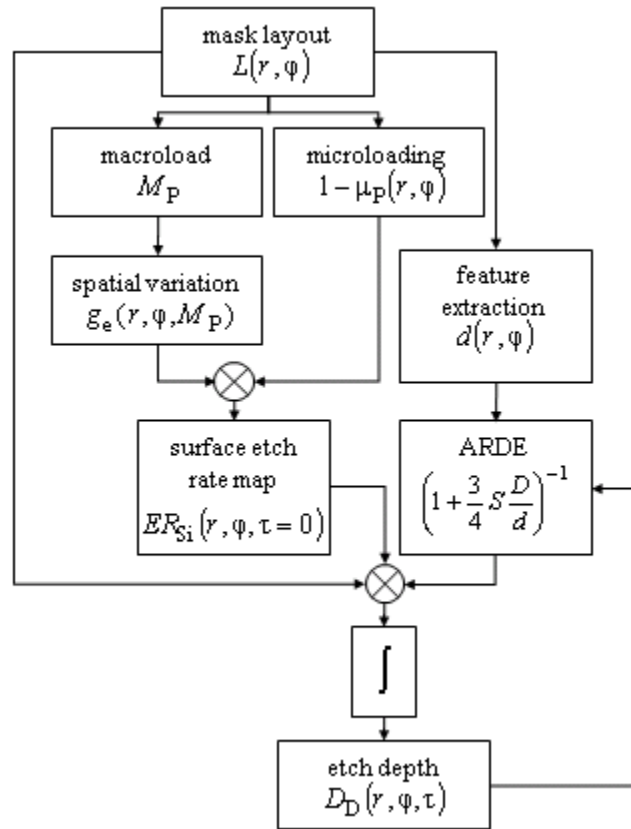 mask layout
L(r,φ)
macroload
M_P
microloading
1−μ_P(r,φ)
spatial variation
g_e(r,φ,M_P)
feature
extraction
d(r,φ)
surface etch
rate map
ER_Si(r,φ,τ=0)
ARDE
(1+3/4 S D/d)^−1
∫
etch depth
D_D(r,φ,τ)